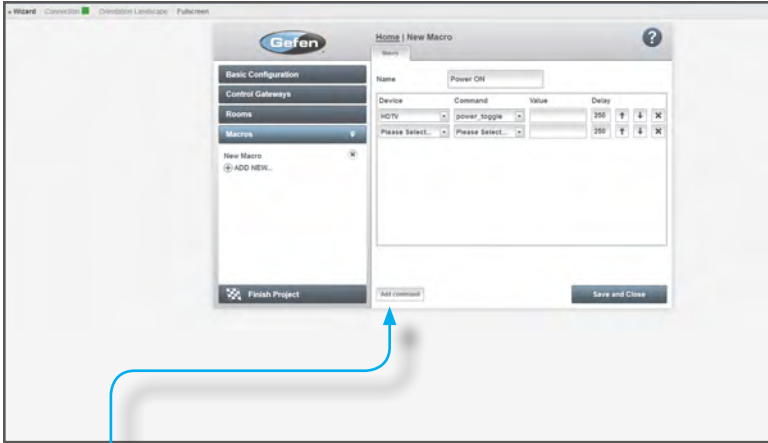 « Wizard Connection Orientation Landscape Fullscreen
Gefen
Home | New Macro
?
Macro
Basic Configuration
Control Gateways
Rooms
Macros
New Macro
ADD NEW...
Finish Project
Name Power ON
Device Command Value Delay
HDTV power_toggle 250
Please Select... Please Select... 250
Add command
Save and Close